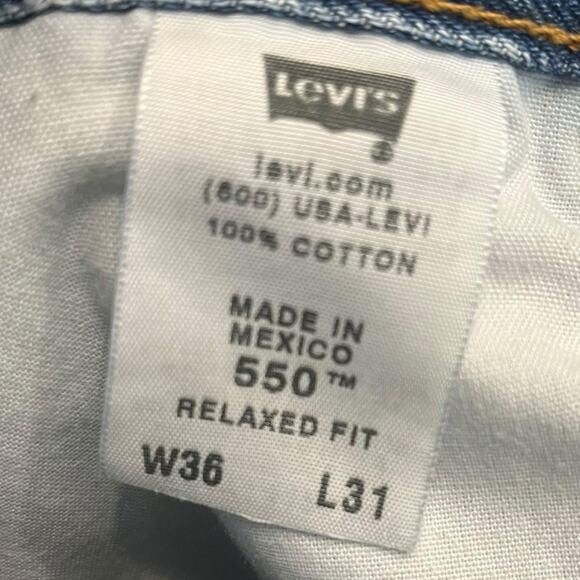 Levi's
®
levi.com
(800) USA-LEVI
100% COTTON
MADE IN
MEXICO
550™
RELAXED FIT
W36 L31